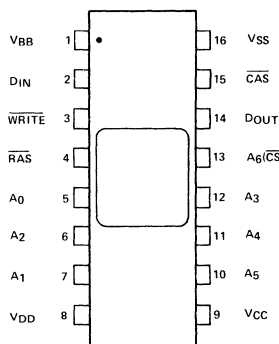 VBB 1 16 VSS
DIN 2 15 CAS
WRITE 3 14 DOUT
RAS 4 13 A6(CS
A0 5 12 A3
A2 6 11 A4
A1 7 10 A5
VDD 8 9 VCC